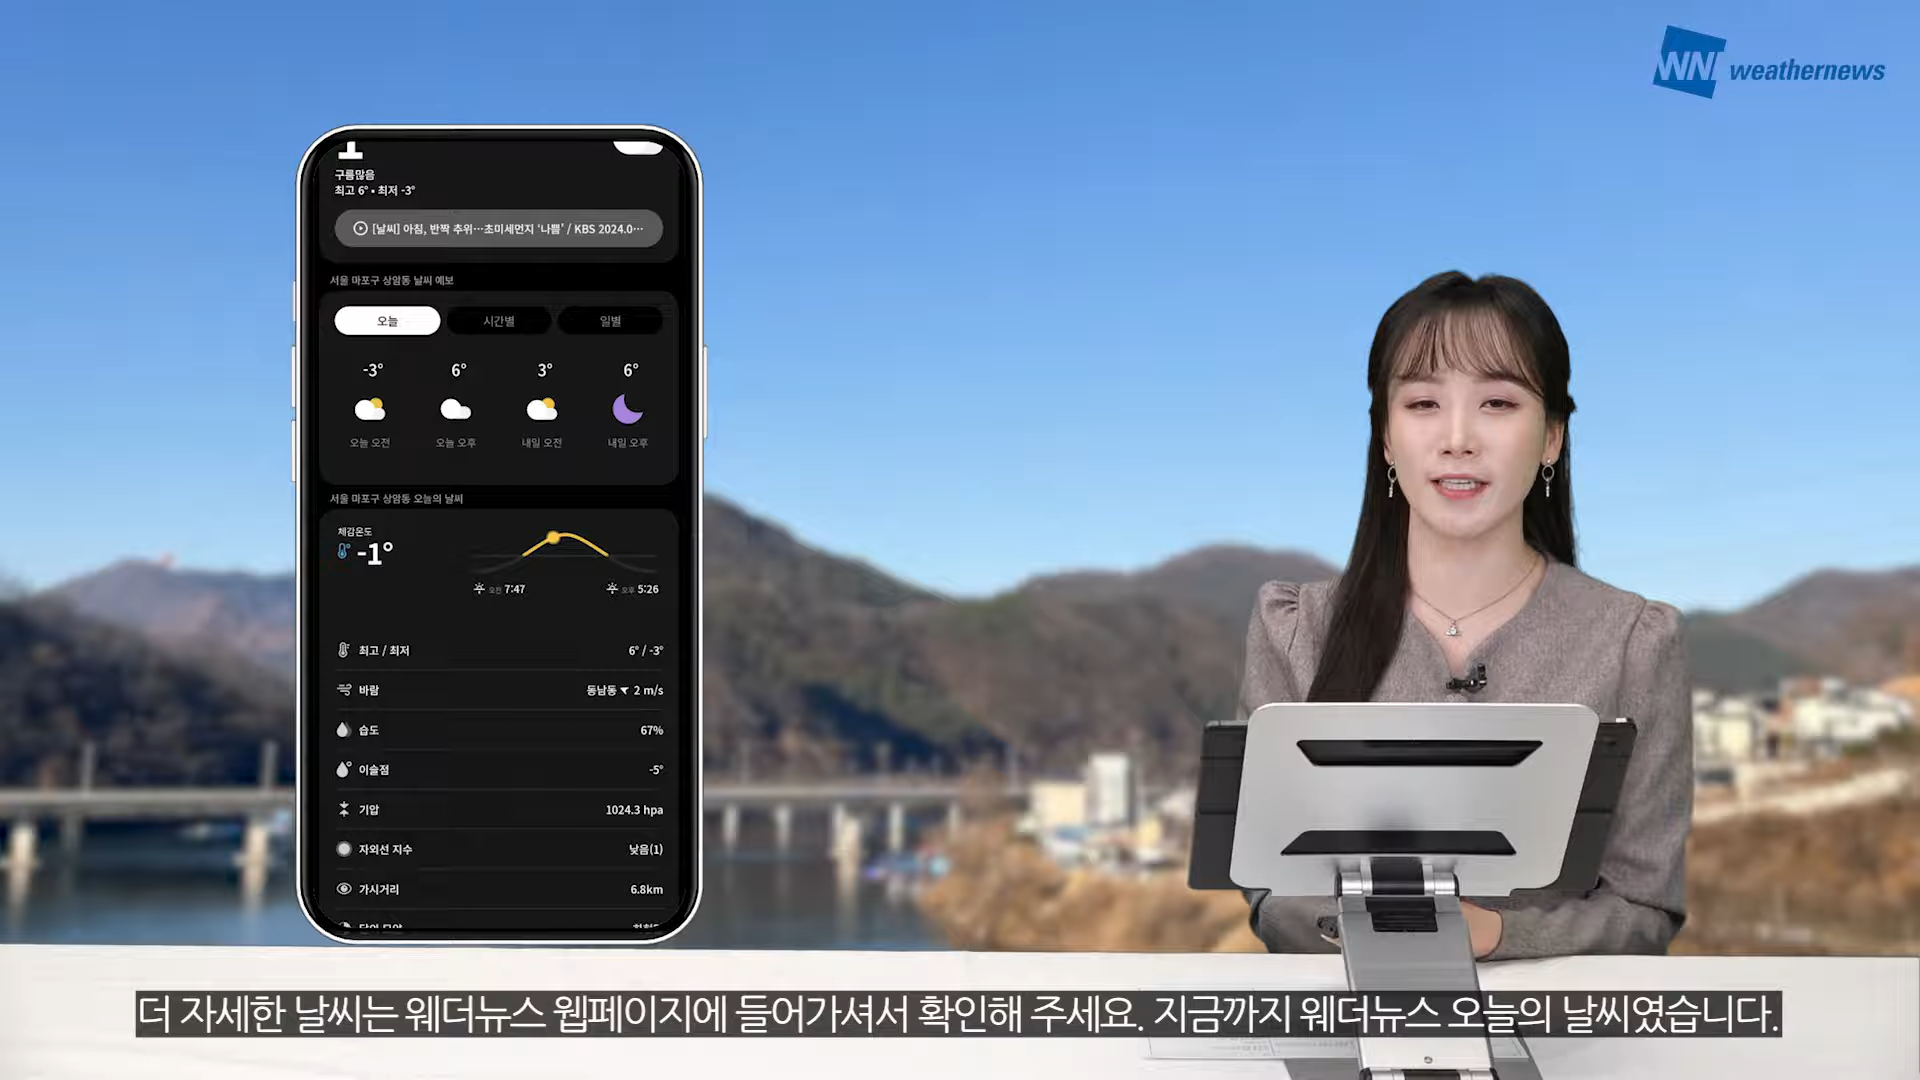 WNI weathernews
구름많음
최고 6° • 최저 -3°
[날씨] 아침, 반짝 추위…초미세먼지 ‘나쁨’ / KBS 2024.0…
서울 마포구 상암동 날씨 예보
오늘 시간별 일별
-3° 6° 3° 6°
오늘 오전 오늘 오후 내일 오전 내일 오후
서울 마포구 상암동 오늘의 날씨
체감온도
-1°
오전 7:47 오후 5:26
최고 / 최저 6° / -3°
바람 동남동 2 m/s
습도 67%
이슬점 -5°
기압 1024.3 hpa
자외선 지수 낮음(1)
가시거리 6.8km
더 자세한 날씨는 웨더뉴스 웹페이지에 들어가셔서 확인해 주세요. 지금까지 웨더뉴스 오늘의 날씨였습니다.